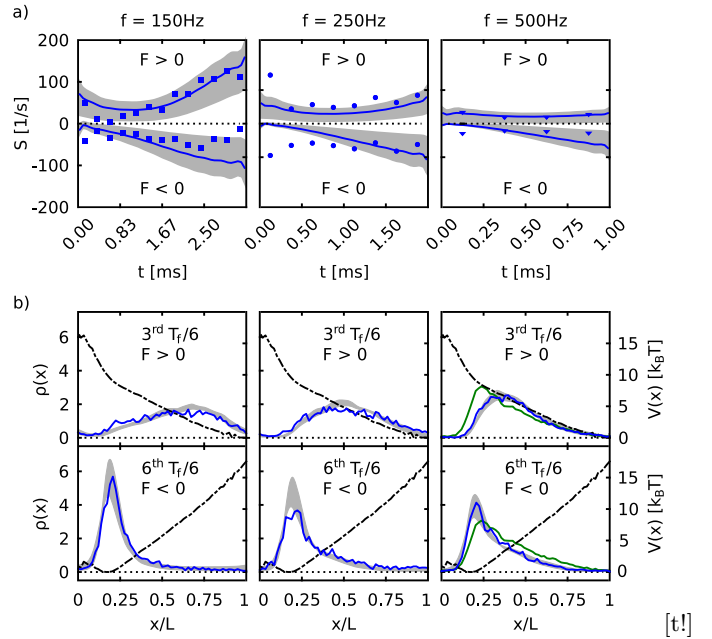 a)
f = 150Hz f = 250Hz f = 500Hz
200
100
0
-100
-200
S [1/s]
F > 0 F > 0 F > 0
F < 0 F < 0 F < 0
0.00 0.83 1.67 2.50 0.00 0.50 1.00 1.50 0.00 0.25 0.50 0.75 1.00
t [ms] t [ms] t [ms]
b)
6
4
2
0
ρ(x)
3rd Tf/6 3rd Tf/6 3rd Tf/6
F > 0 F > 0 F > 0
15
10
5
0
V(x) [kBT]
6
4
2
0
ρ(x)
6th Tf/6 6th Tf/6 6th Tf/6
F < 0 F < 0 F < 0
15
10
5
0
V(x) [kBT]
0 0.25 0.5 0.75 0 0.25 0.5 0.75 0 0.25 0.5 0.75 1
x/L x/L x/L
[t!]